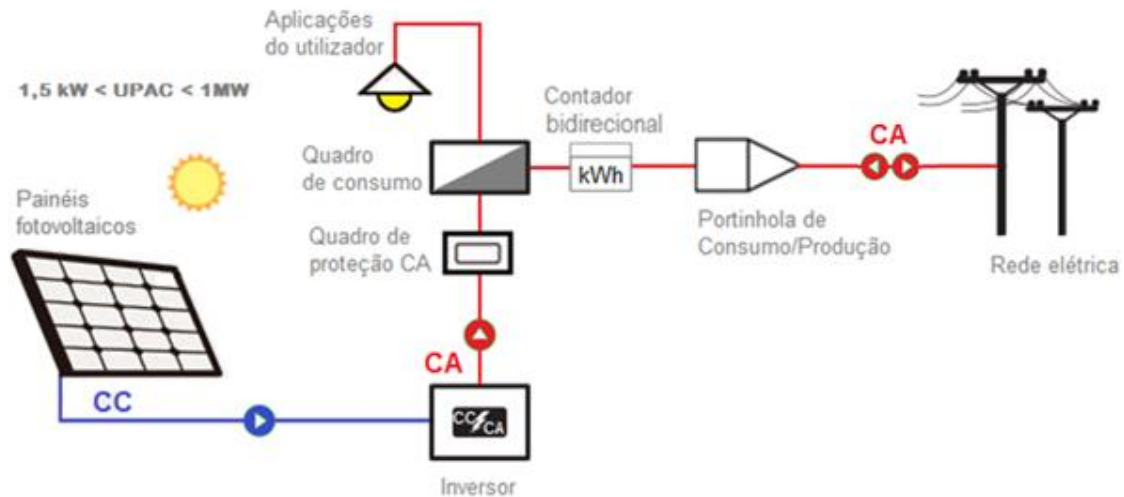 Aplicações
do utilizador
1,5 kW < UPAC < 1MW
Contador
bidirecional
CA
Quadro
de consumo
kWh
Painéis
fotovoltaicos
Portinhola de
Consumo/Produção
Quadro de
proteção CA
Rede elétrica
CA
CC
CC
CA
Inversor